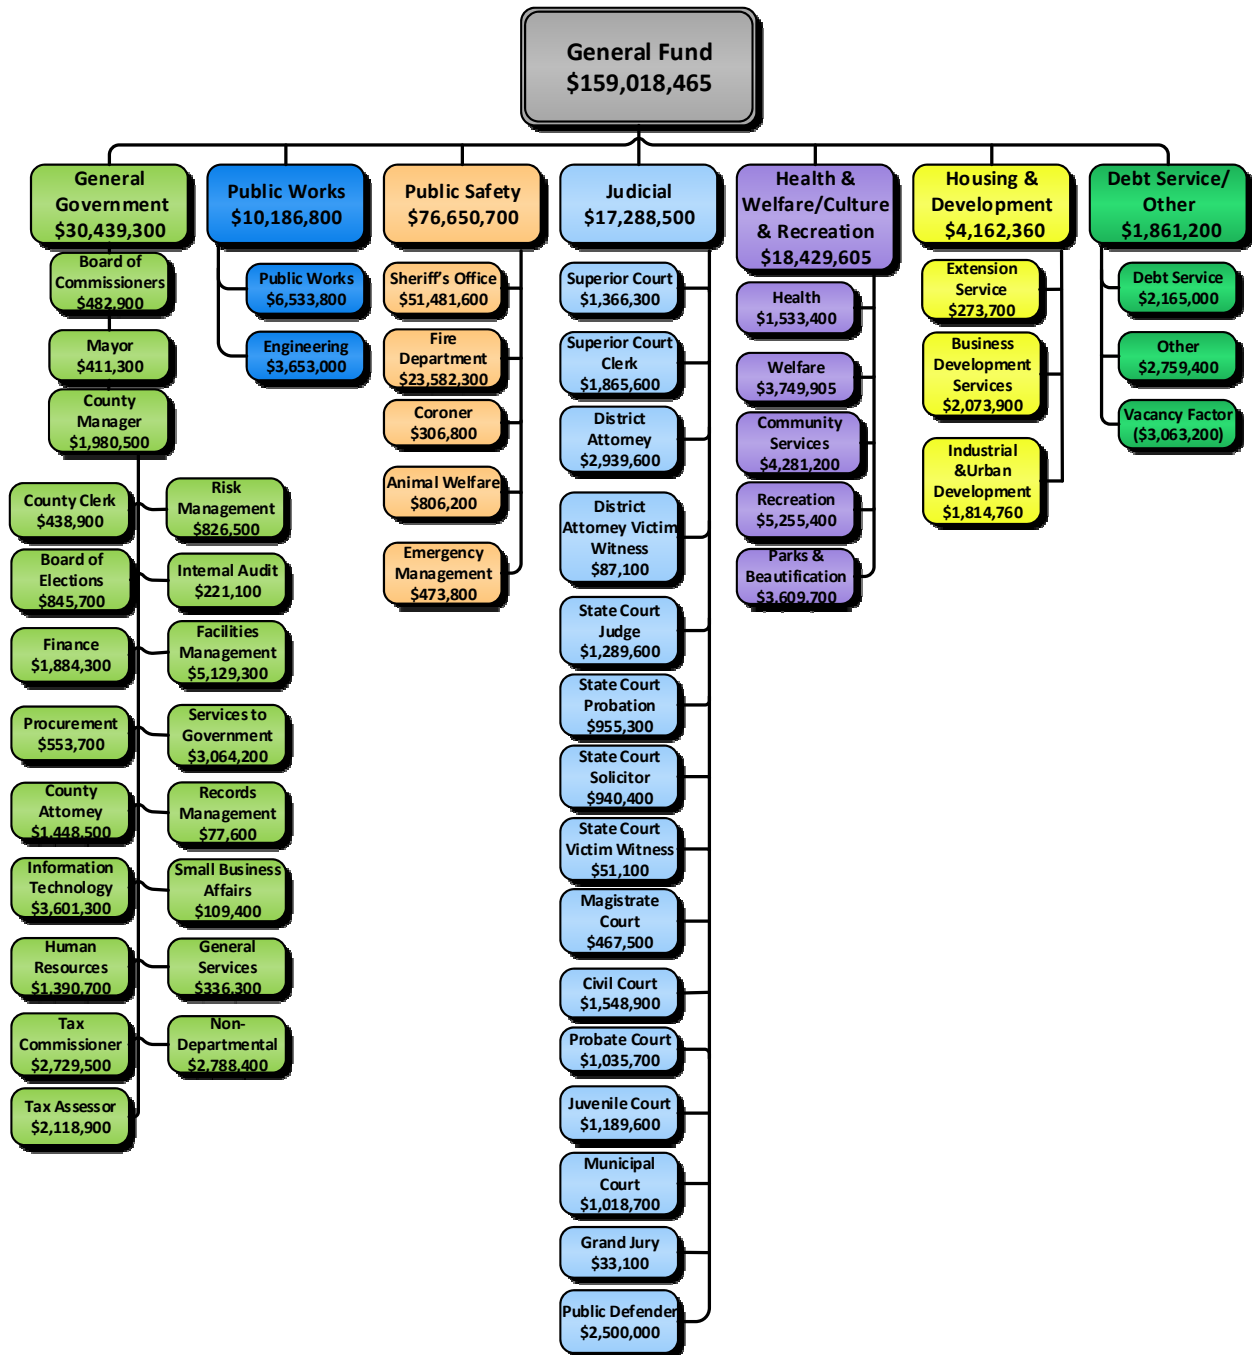 General Fund
$159,018,465
General
Government
$30,439,300
Board of
Commissioners
$482,900
Mayor
$411,300
County
Manager
$1,980,500
County Clerk
$438,900
Risk
Management
$826,500
Board of
Elections
$845,700
Internal Audit
$221,100
Finance
$1,884,300
Facilities
Management
$5,129,300
Procurement
$553,700
Services to
Government
$3,064,200
County
Attorney
$1,448,500
Records
Management
$77,600
Information
Technology
$3,601,300
Small Business
Affairs
$109,400
Human
Resources
$1,390,700
General
Services
$336,300
Tax
Commissioner
$2,729,500
Non-
Departmental
$2,788,400
Tax Assessor
$2,118,900
Public Works
$10,186,800
Public Works
$6,533,800
Engineering
$3,653,000
Public Safety
$76,650,700
Sheriff's Office
$51,481,600
Fire
Department
$23,582,300
Coroner
$306,800
Animal Welfare
$806,200
Emergency
Management
$473,800
Judicial
$17,288,500
Superior Court
$1,366,300
Superior Court
Clerk
$1,865,600
District
Attorney
$2,939,600
District
Attorney Victim
Witness
$87,100
State Court
Judge
$1,289,600
State Court
Probation
$955,300
State Court
Solicitor
$940,400
State Court
Victim Witness
$51,100
Magistrate
Court
$467,500
Civil Court
$1,548,900
Probate Court
$1,035,700
Juvenile Court
$1,189,600
Municipal
Court
$1,018,700
Grand Jury
$33,100
Public Defender
$2,500,000
Health &
Welfare/Culture
& Recreation
$18,429,605
Health
$1,533,400
Welfare
$3,749,905
Community
Services
$4,281,200
Recreation
$5,255,400
Parks &
Beautification
$3,609,700
Housing &
Development
$4,162,360
Extension
Service
$273,700
Business
Development
Services
$2,073,900
Industrial
&Urban
Development
$1,814,760
Debt Service/
Other
$1,861,200
Debt Service
$2,165,000
Other
$2,759,400
Vacancy Factor
($3,063,200)